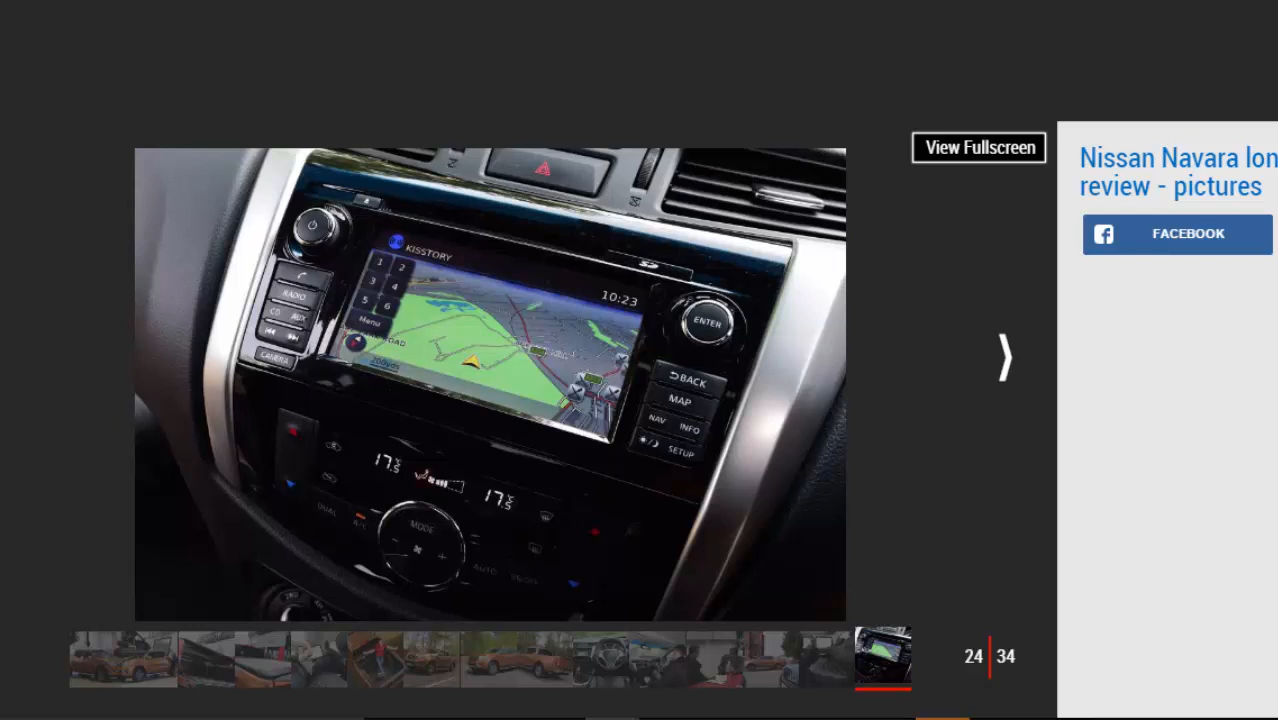 View Fullscreen
Nissan Navara lon
review - pictures
FACEBOOK
KISSTORY
10:23
1 2
3 4
5 6
Menu
200yds
RADIO
CD AUX
CAMERA
ENTER
BACK
MAP
NAV INFO
SETUP
17.5°C
17.5°C
DUAL
A/C
MODE
AUTO
24 34